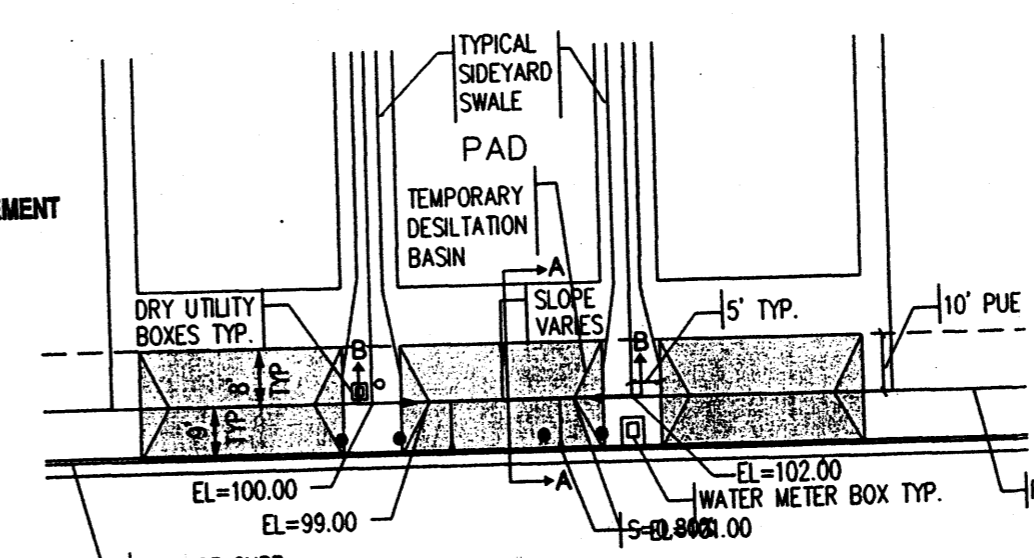 TYPICAL
SIDEYARD
SWALE
PAD
TEMPORARY
DESILTATION
BASIN
A
SLOPE
VARIES
DRY UTILITY
BOXES TYP.
B
B
5' TYP.
10' PUE
8'
TYP
9'
TYP
EL=100.00
EL=99.00
A
EL=102.00
WATER METER BOX TYP.